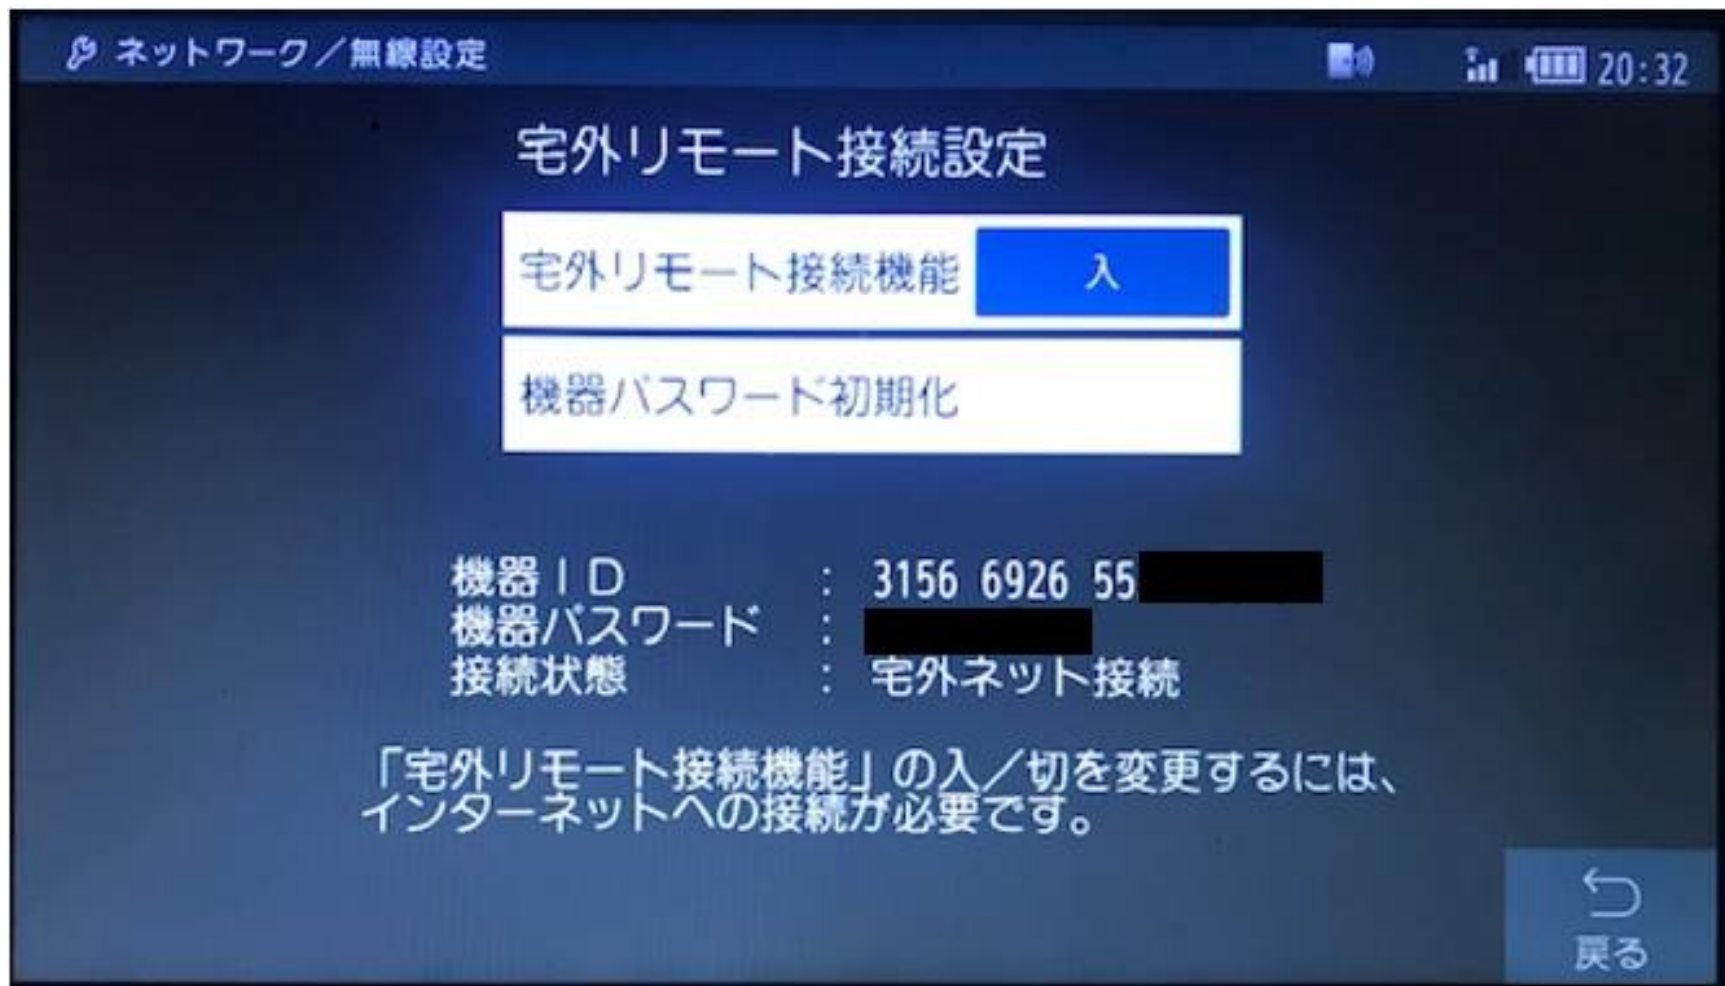 ネットワーク／無線設定
20:32
宅外リモート接続設定
宅外リモート接続機能 入
機器パスワード初期化
機器ＩＤ : 3156 6926 55
機器パスワード :
接続状態 : 宅外ネット接続
「宅外リモート接続機能」の入／切を変更するには、
インターネットへの接続が必要です。
戻る